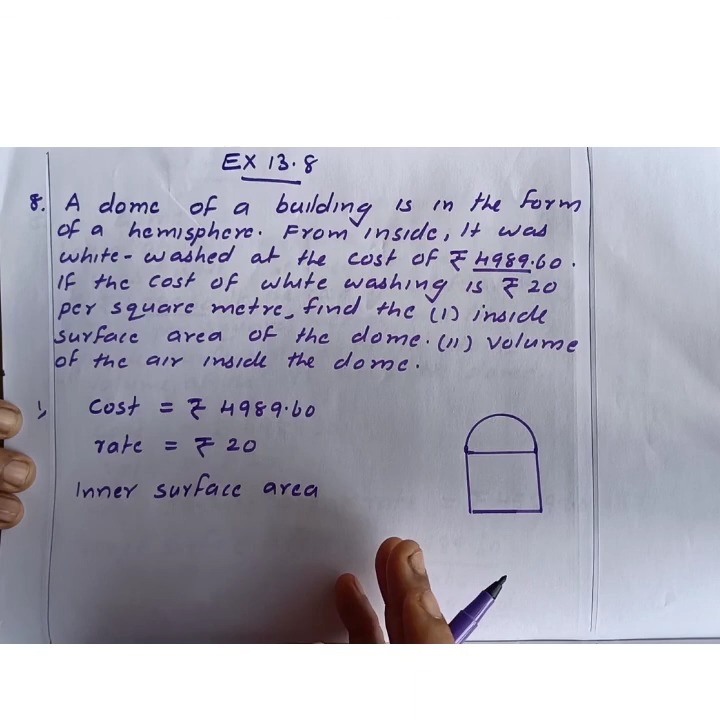 EX 13.8
8. A dome of a building is in the form
of a hemisphere. From inside, it was
white-washed at the cost of ₹ 4989.60.
If the cost of white washing is ₹ 20
per square metre, find the (i) inside
surface area of the dome. (ii) volume
of the air inside the dome.
i, cost = ₹ 4989.60
rate = ₹ 20
Inner surface area